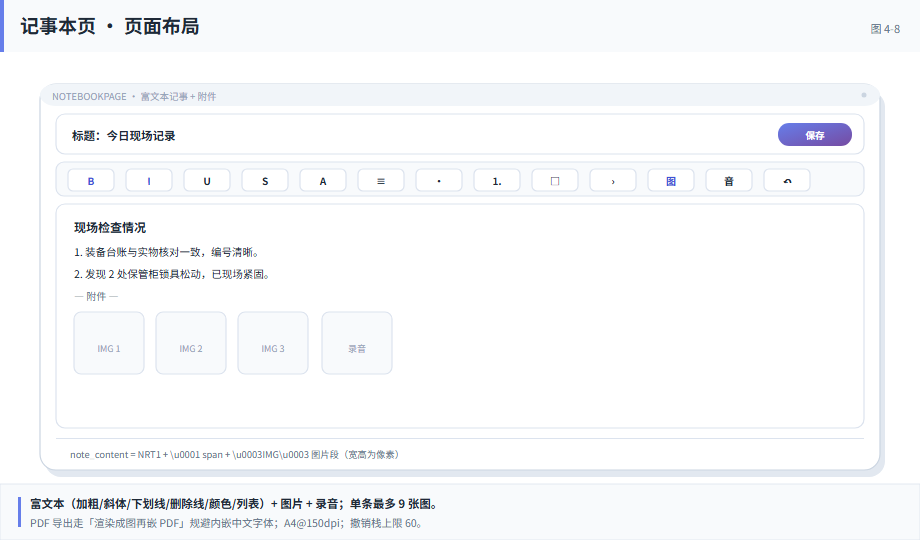 记事本页 · 页面布局
图 4-8
NOTEBOOKPAGE · 富文本记事 + 附件
标题：今日现场记录
保存
B I U S A ≡ • 1. ☐ › 图 音 ↶
现场检查情况
1. 装备台账与实物核对一致，编号清晰。
2. 发现 2 处保管柜锁具松动，已现场紧固。
— 附件 —
IMG 1 IMG 2 IMG 3 录音
note_content = NRT1 + \u0001 span + \u0003IMG\u0003 图片段（宽高为像素）
富文本（加粗/斜体/下划线/删除线/颜色/列表）+ 图片 + 录音；单条最多 9 张图。
PDF 导出走「渲染成图再嵌 PDF」规避内嵌中文字体；A4@150dpi；撤销栈上限 60。